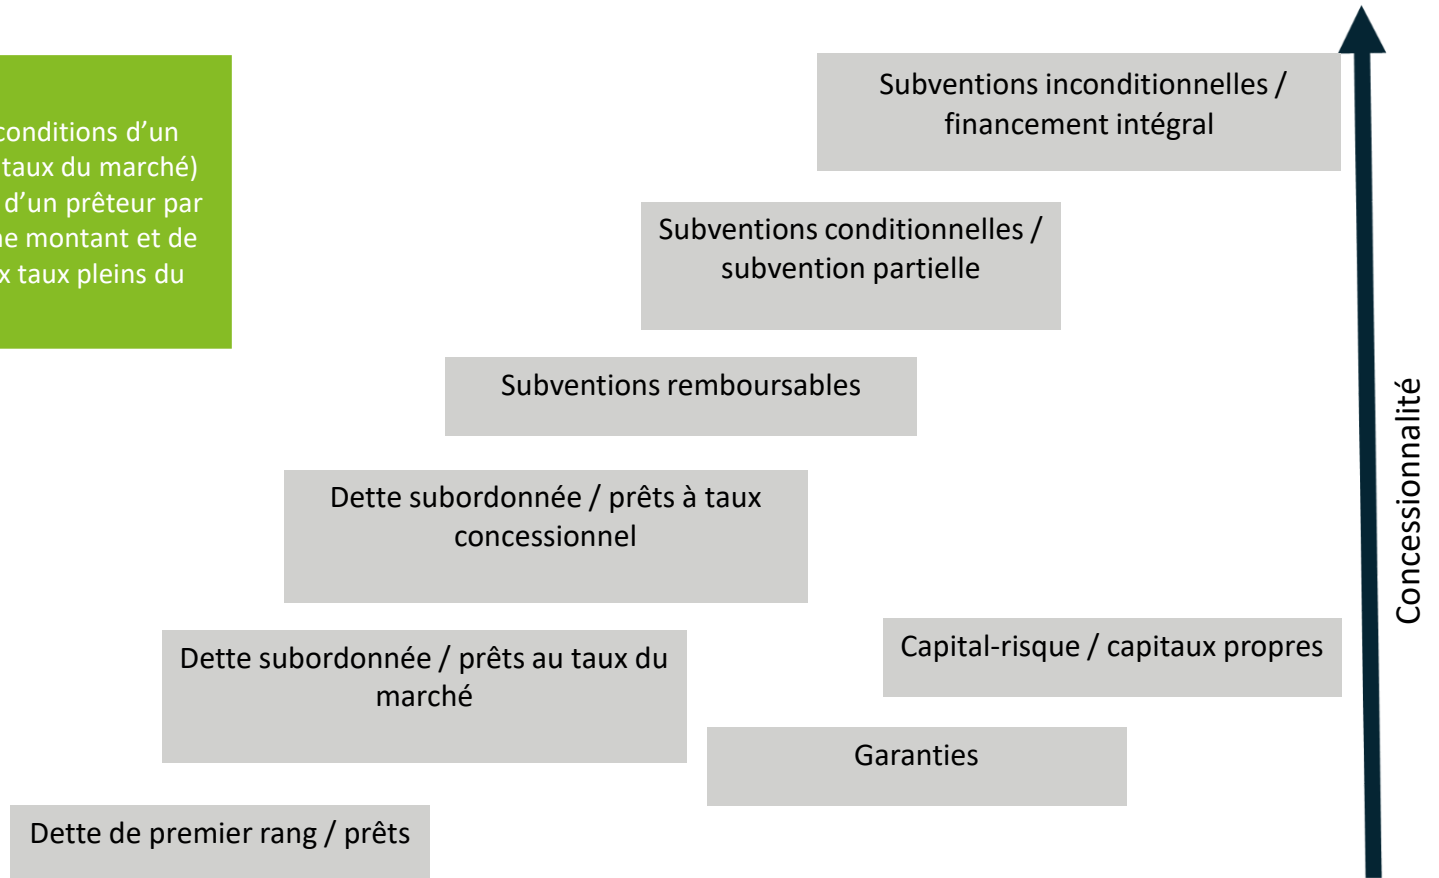 Subventions inconditionnelles /
financement intégral
conditions d’un
taux du marché)
d’un prêteur par
montant et de
taux pleins du
Subventions conditionnelles /
subvention partielle
Subventions remboursables
Dette subordonnée / prêts à taux
concessionnel
Dette subordonnée / prêts au taux du
marché
Capital-risque / capitaux propres
Garanties
Dette de premier rang / prêts
Concessionnalité